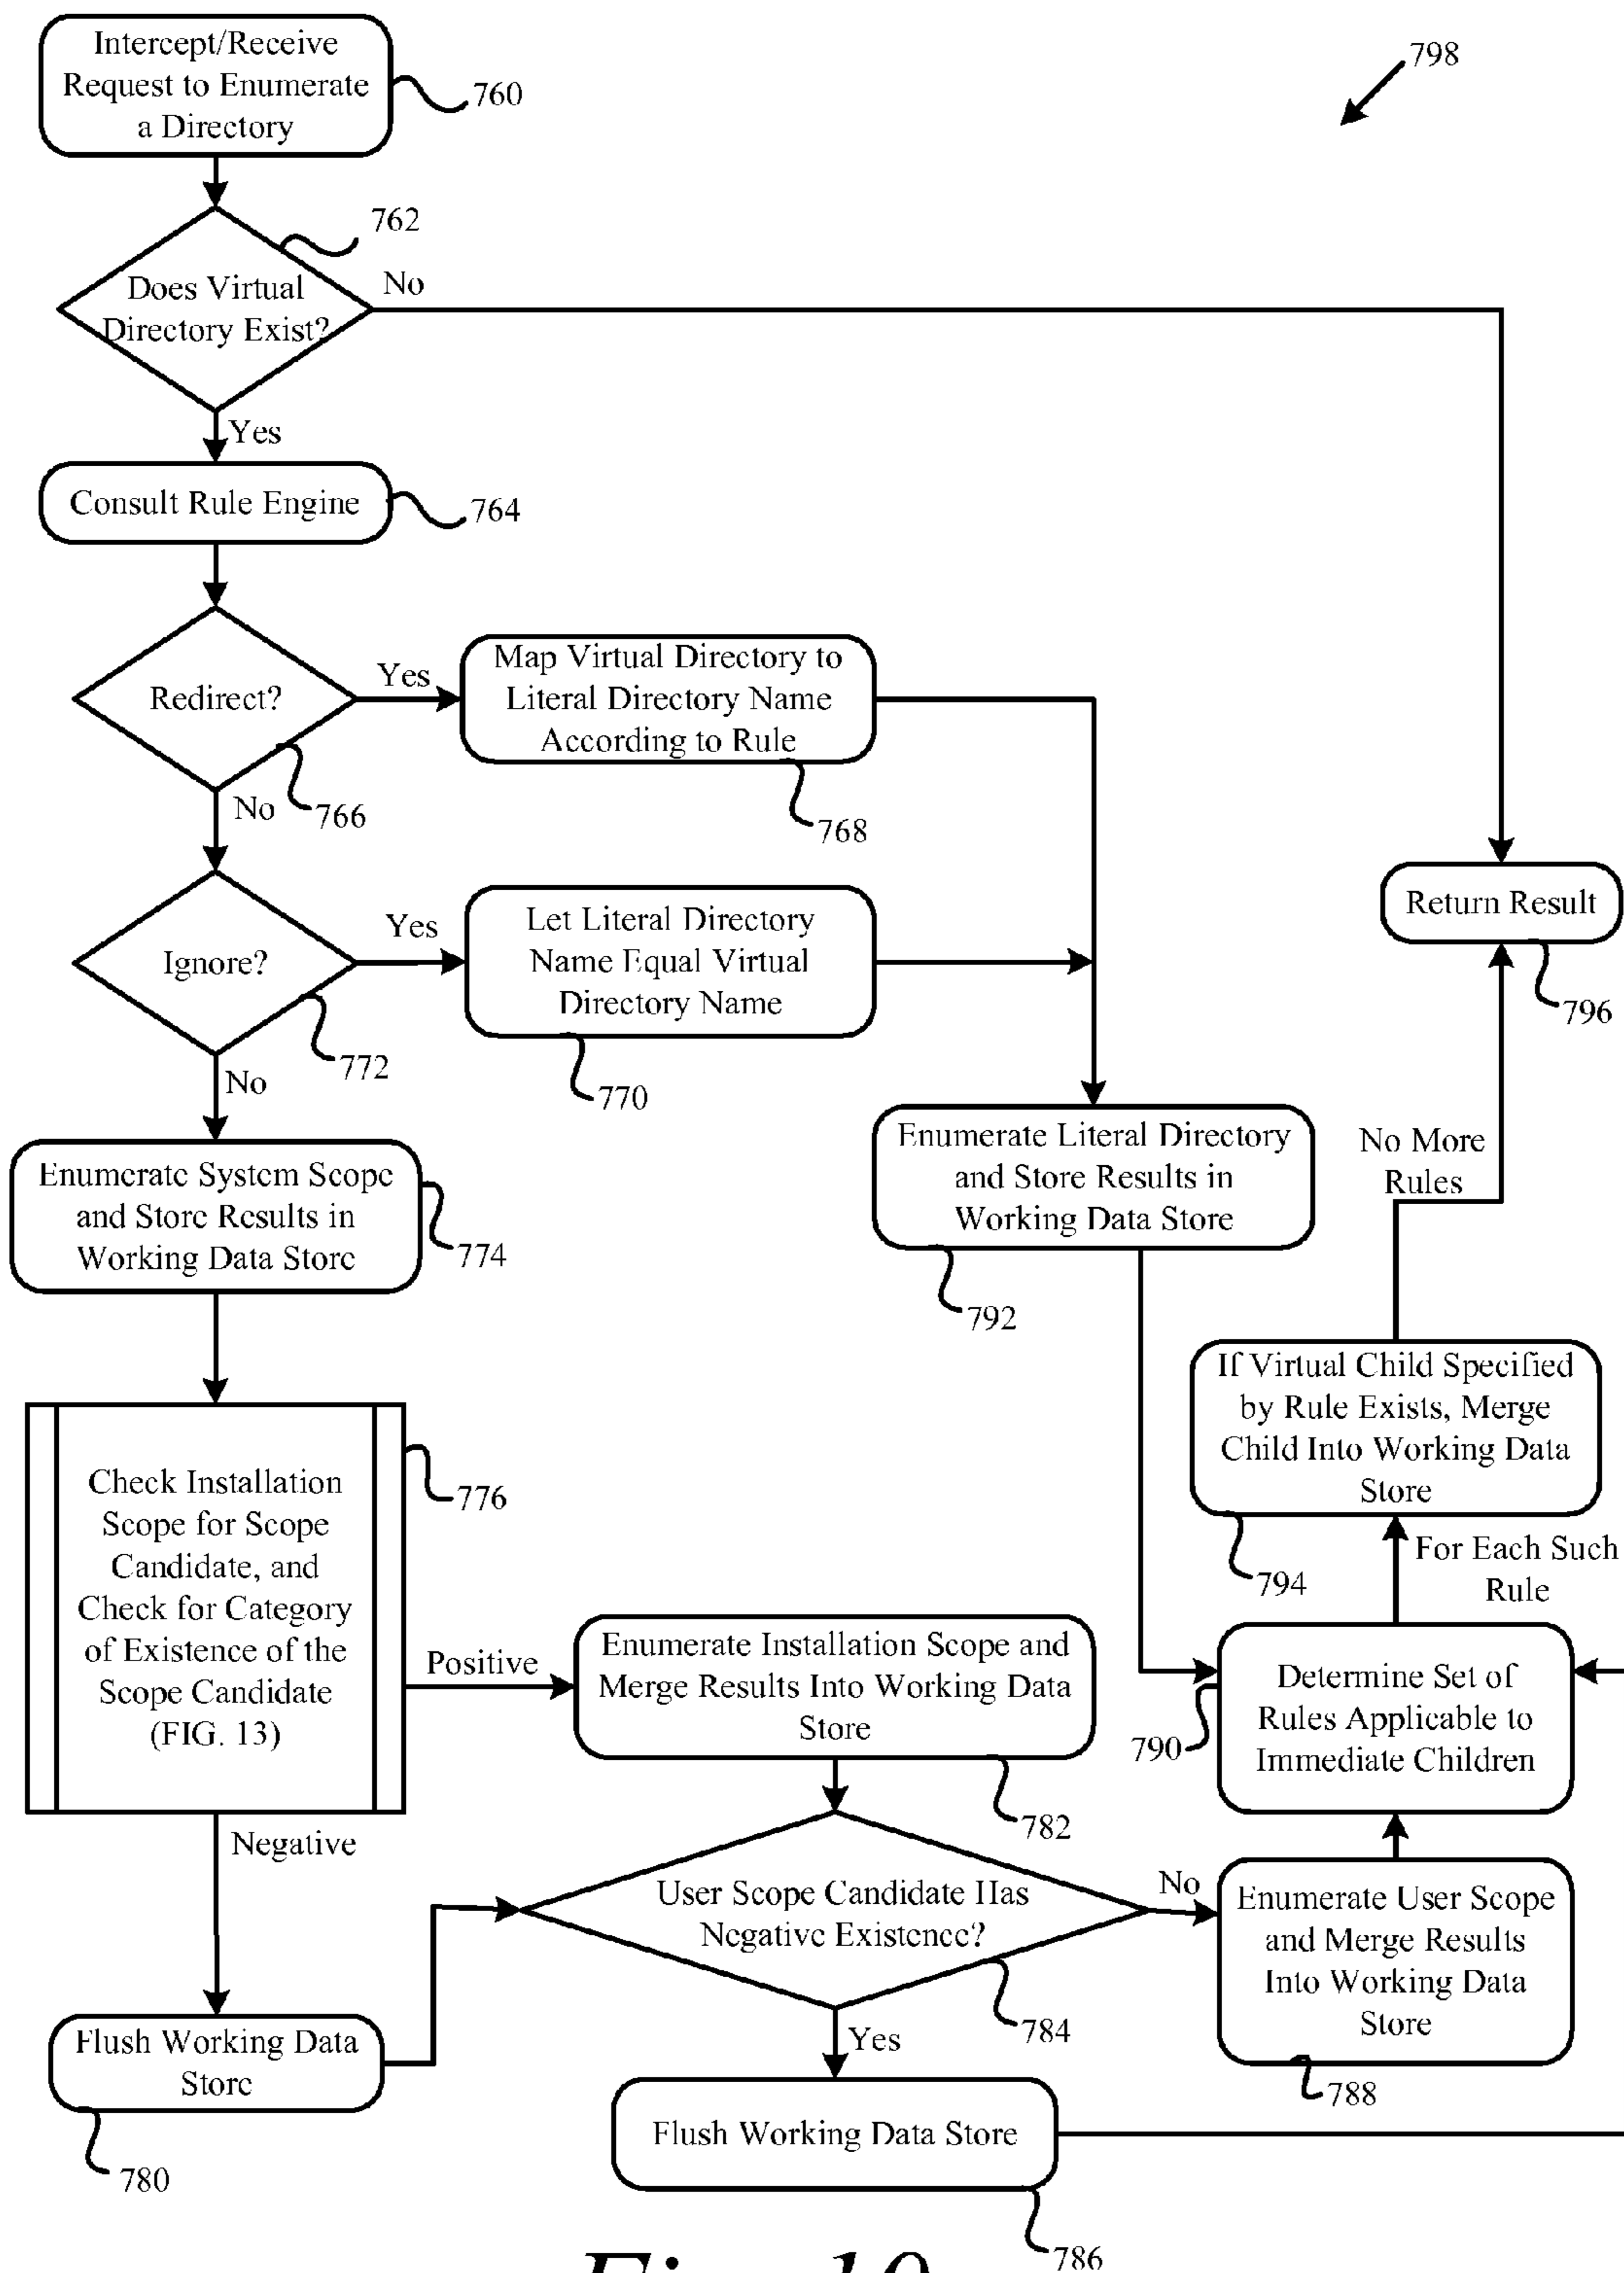 Intercept/Receive
Request to Enumerate
a Directory
760
798
762
Does Virtual
Directory Exist?
No
Yes
Consult Rule Engine
764
Redirect?
Yes
Map Virtual Directory to
Literal Directory Name
According to Rule
No
766
768
Ignore?
Yes
Let Literal Directory
Name Equal Virtual
Directory Name
Return Result
796
772
No
770
Enumerate System Scope
and Store Results in
Working Data Store
774
Enumerate Literal Directory
and Store Results in
Working Data Store
792
No More
Rules
If Virtual Child Specified
by Rule Exists, Merge
Child Into Working Data
Store
794
For Each Such
Rule
Check Installation
Scope for Scope
Candidate, and
Check for Category
of Existence of the
Scope Candidate
(FIG. 13)
776
Positive
Enumerate Installation Scope and
Merge Results Into Working Data
Store
782
Determine Set of
Rules Applicable to
Immediate Children
790
Negative
User Scope Candidate Has
Negative Existence?
784
No
Enumerate User Scope
and Merge Results
Into Working Data
Store
788
Yes
Flush Working Data
Store
780
Flush Working Data Store
786